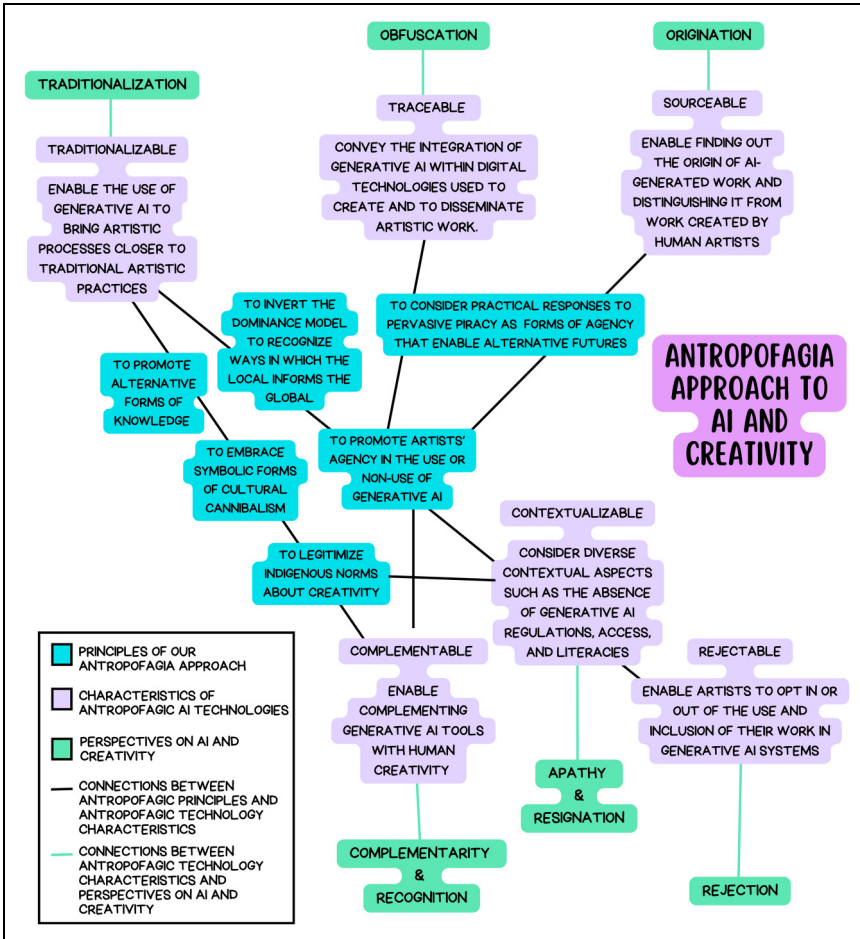 OBFUSCATION
ORIGINATION
TRADITIONALIZATION
TRACEABLE
CONVEY THE INTEGRATION OF
GENERATIVE AI WITHIN DIGITAL
TECHNOLOGIES USED TO
CREATE AND TO DISSEMINATE
ARTISTIC WORK.
SOURCEABLE
ENABLE FINDING OUT
THE ORIGIN OF AI-
GENERATED WORK AND
DISTINGUISHING IT FROM
WORK CREATED BY
HUMAN ARTISTS
TRADITIONALIZABLE
ENABLE THE USE OF
GENERATIVE AI TO
BRING ARTISTIC
PROCESSES CLOSER TO
TRADITIONAL ARTISTIC
PRACTICES
TO INVERT THE
DOMINANCE MODEL
TO RECOGNIZE
WAYS IN WHICH THE
LOCAL INFORMS THE
GLOBAL
TO CONSIDER PRACTICAL RESPONSES TO
PERVASIVE PIRACY AS FORMS OF AGENCY
THAT ENABLE ALTERNATIVE FUTURES
ANTROPOFAGIA
APPROACH TO
AI AND
CREATIVITY
TO PROMOTE
ALTERNATIVE
FORMS OF
KNOWLEDGE
TO EMBRACE
SYMBOLIC FORMS
OF CULTURAL
CANNIBALISM
TO PROMOTE ARTISTS'
AGENCY IN THE USE OR
NON-USE OF
GENERATIVE AI
TO LEGITIMIZE
INDIGENOUS NORMS
ABOUT CREATIVITY
CONTEXTUALIZABLE
CONSIDER DIVERSE
CONTEXTUAL ASPECTS
SUCH AS THE ABSENCE
OF GENERATIVE AI
REGULATIONS, ACCESS,
AND LITERACIES
COMPLEMENTABLE
ENABLE
COMPLEMENTING
GENERATIVE AI TOOLS
WITH HUMAN
CREATIVITY
REJECTABLE
ENABLE ARTISTS TO OPT IN OR
OUT OF THE USE AND
INCLUSION OF THEIR WORK IN
GENERATIVE AI SYSTEMS
APATHY
&
RESIGNATION
COMPLEMENTARITY
&
RECOGNITION
REJECTION
PRINCIPLES OF OUR
ANTROPOFAGIA APPROACH
CHARACTERISTICS OF
ANTROPOFAGIC AI TECHNOLOGIES
PERSPECTIVES ON AI AND
CREATIVITY
CONNECTIONS BETWEEN
ANTROPOFAGIC PRINCIPLES AND
ANTROPOFAGIC TECHNOLOGY
CHARACTERISTICS
CONNECTIONS BETWEEN
ANTROPOFAGIC TECHNOLOGY
CHARACTERISTICS AND
PERSPECTIVES ON AI AND
CREATIVITY